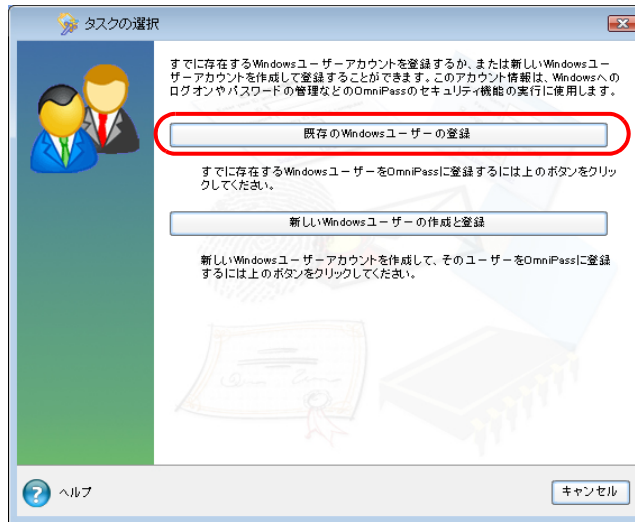 タスクの選択
すでに存在するWindowsユーザーアカウントを登録するか、または新しいWindowsユー
ザーアカウントを作成して登録することができます。このアカウント情報は、Windowsへの
ログオンやパスワードの管理などのOmniPassのセキュリティ機能の実行に使用します。
既存のWindowsユーザーの登録
すでに存在するWindowsユーザーをOmniPassに登録するには上のボタンをクリッ
クしてください。
新しいWindowsユーザーの作成と登録
新しいWindowsユーザーアカウントを作成して、そのユーザーをOmniPassに登録
するには上のボタンをクリックしてください。
ヘルプ
キャンセル